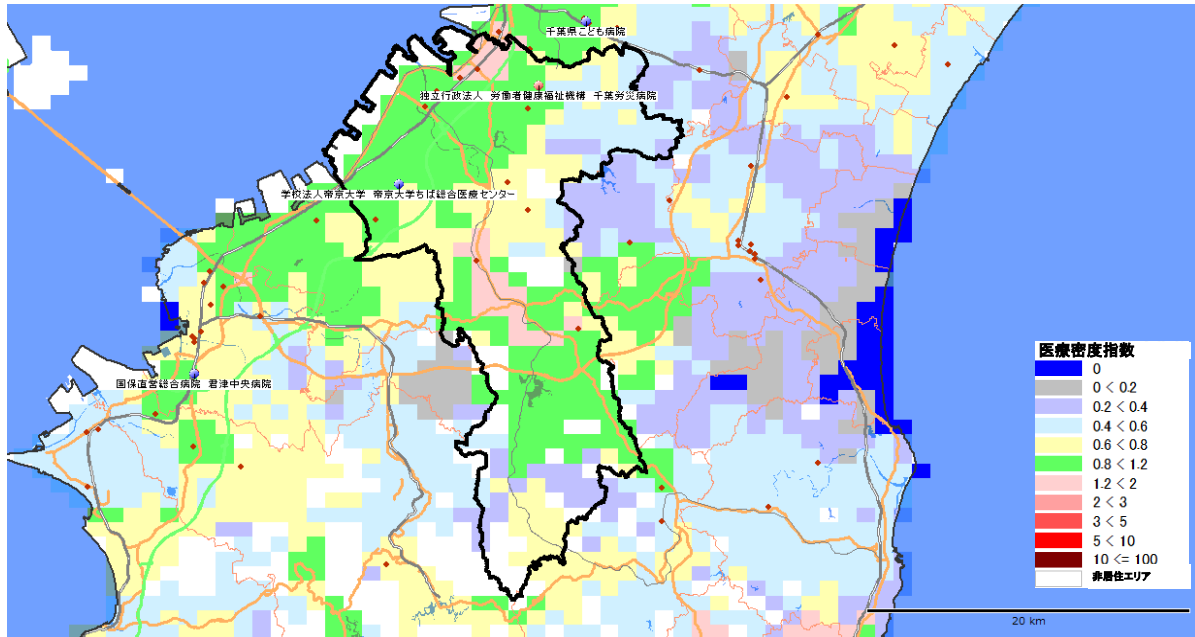 千葉県こども病院
独立行政法人 労働者健康福祉機構 千葉労災病院
学校法人帝京大学 帝京大学ちば総合医療センター
国保直営総合病院 君津中央病院
医療密度指数
0
0 < 0.2
0.2 < 0.4
0.4 < 0.6
0.6 < 0.8
0.8 < 1.2
1.2 < 2
2 < 3
3 < 5
5 < 10
10 <= 100
非居住エリア
20 km